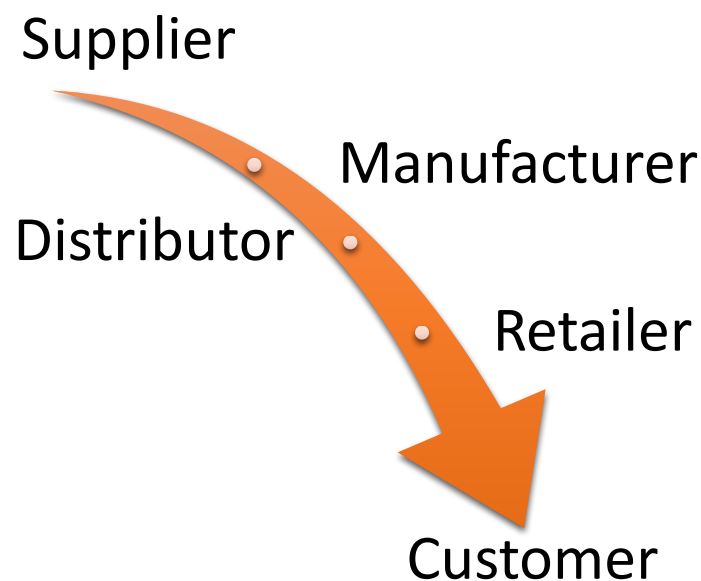 Supplier
Manufacturer
Distributor
Retailer
Customer